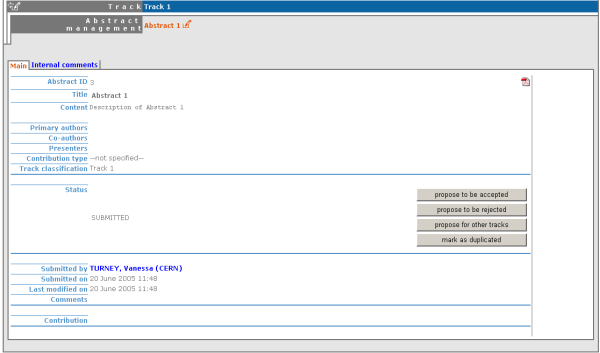 Track Track 1
Abstract management Abstract 1
Main Internal comments
Abstract ID 3
Title Abstract 1
Content Description of Abstract 1
Primary authors
Co-authors
Presenters
Contribution type --not specified--
Track classification Track 1
Status
SUBMITTED
propose to be accepted
propose to be rejected
propose for other tracks
mark as duplicated
Submitted by TURNEY, Vanessa (CERN)
Submitted on 20 June 2005 11:48
Last modified on 20 June 2005 11:48
Comments
Contribution